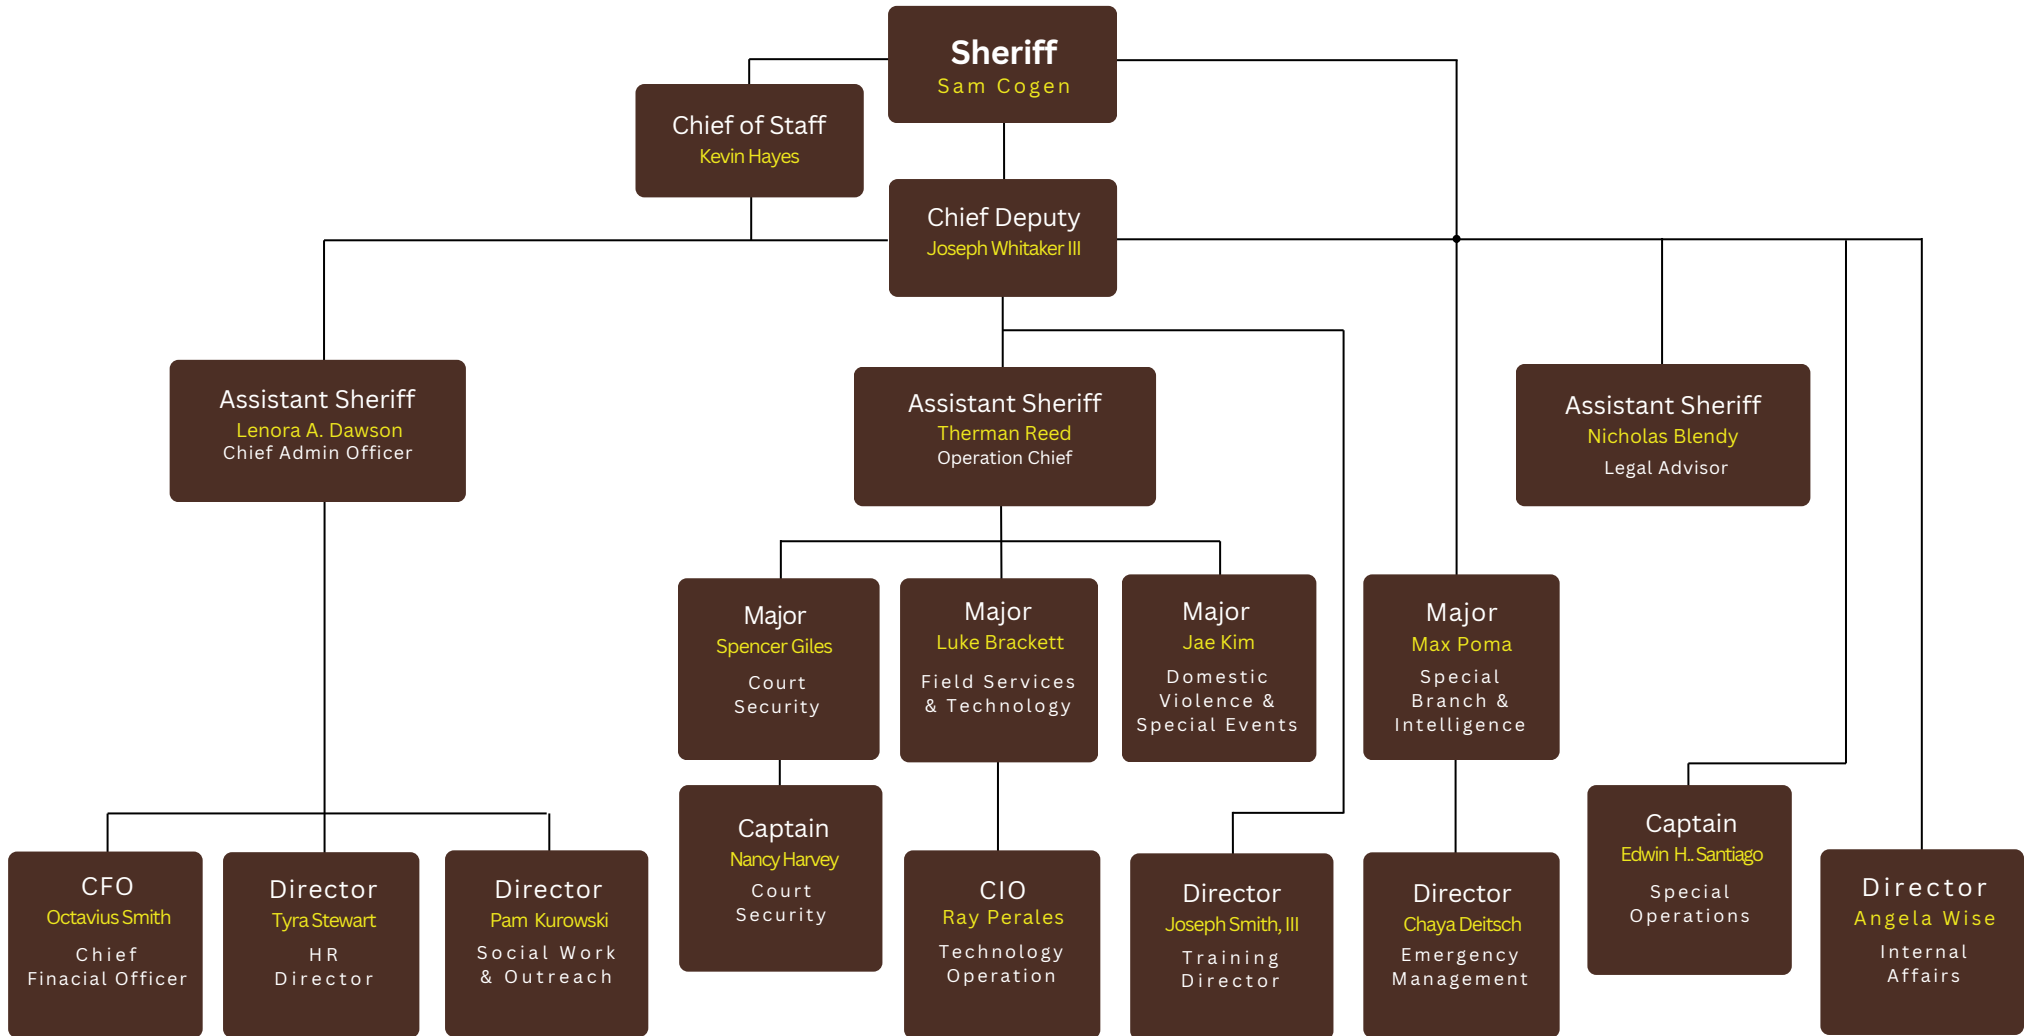 Sheriff
Sam Cogen
Chief of Staff
Kevin Hayes
Chief Deputy
Joseph Whitaker III
Assistant Sheriff
Lenora A. Dawson
Chief Admin Officer
Assistant Sheriff
Therman Reed
Operation Chief
Assistant Sheriff
Nicholas Blendy
Legal Advisor
Major
Spencer Giles
Court
Security
Major
Luke Brackett
Field Services
& Technology
Major
Jae Kim
Domestic
Violence &
Special Events
Major
Max Poma
Special
Branch &
Intelligence
Captain
Nancy Harvey
Court
Security
Captain
Edwin H.. Santiago
Special
Operations
CFO
Octavius Smith
Chief
Finacial Officer
Director
Tyra Stewart
HR
Director
Director
Pam Kurowski
Social Work
& Outreach
CIO
Ray Perales
Technology
Operation
Director
Joseph Smith, III
Training
Director
Director
Chaya Deitsch
Emergency
Management
Director
Angela Wise
Internal
Affairs